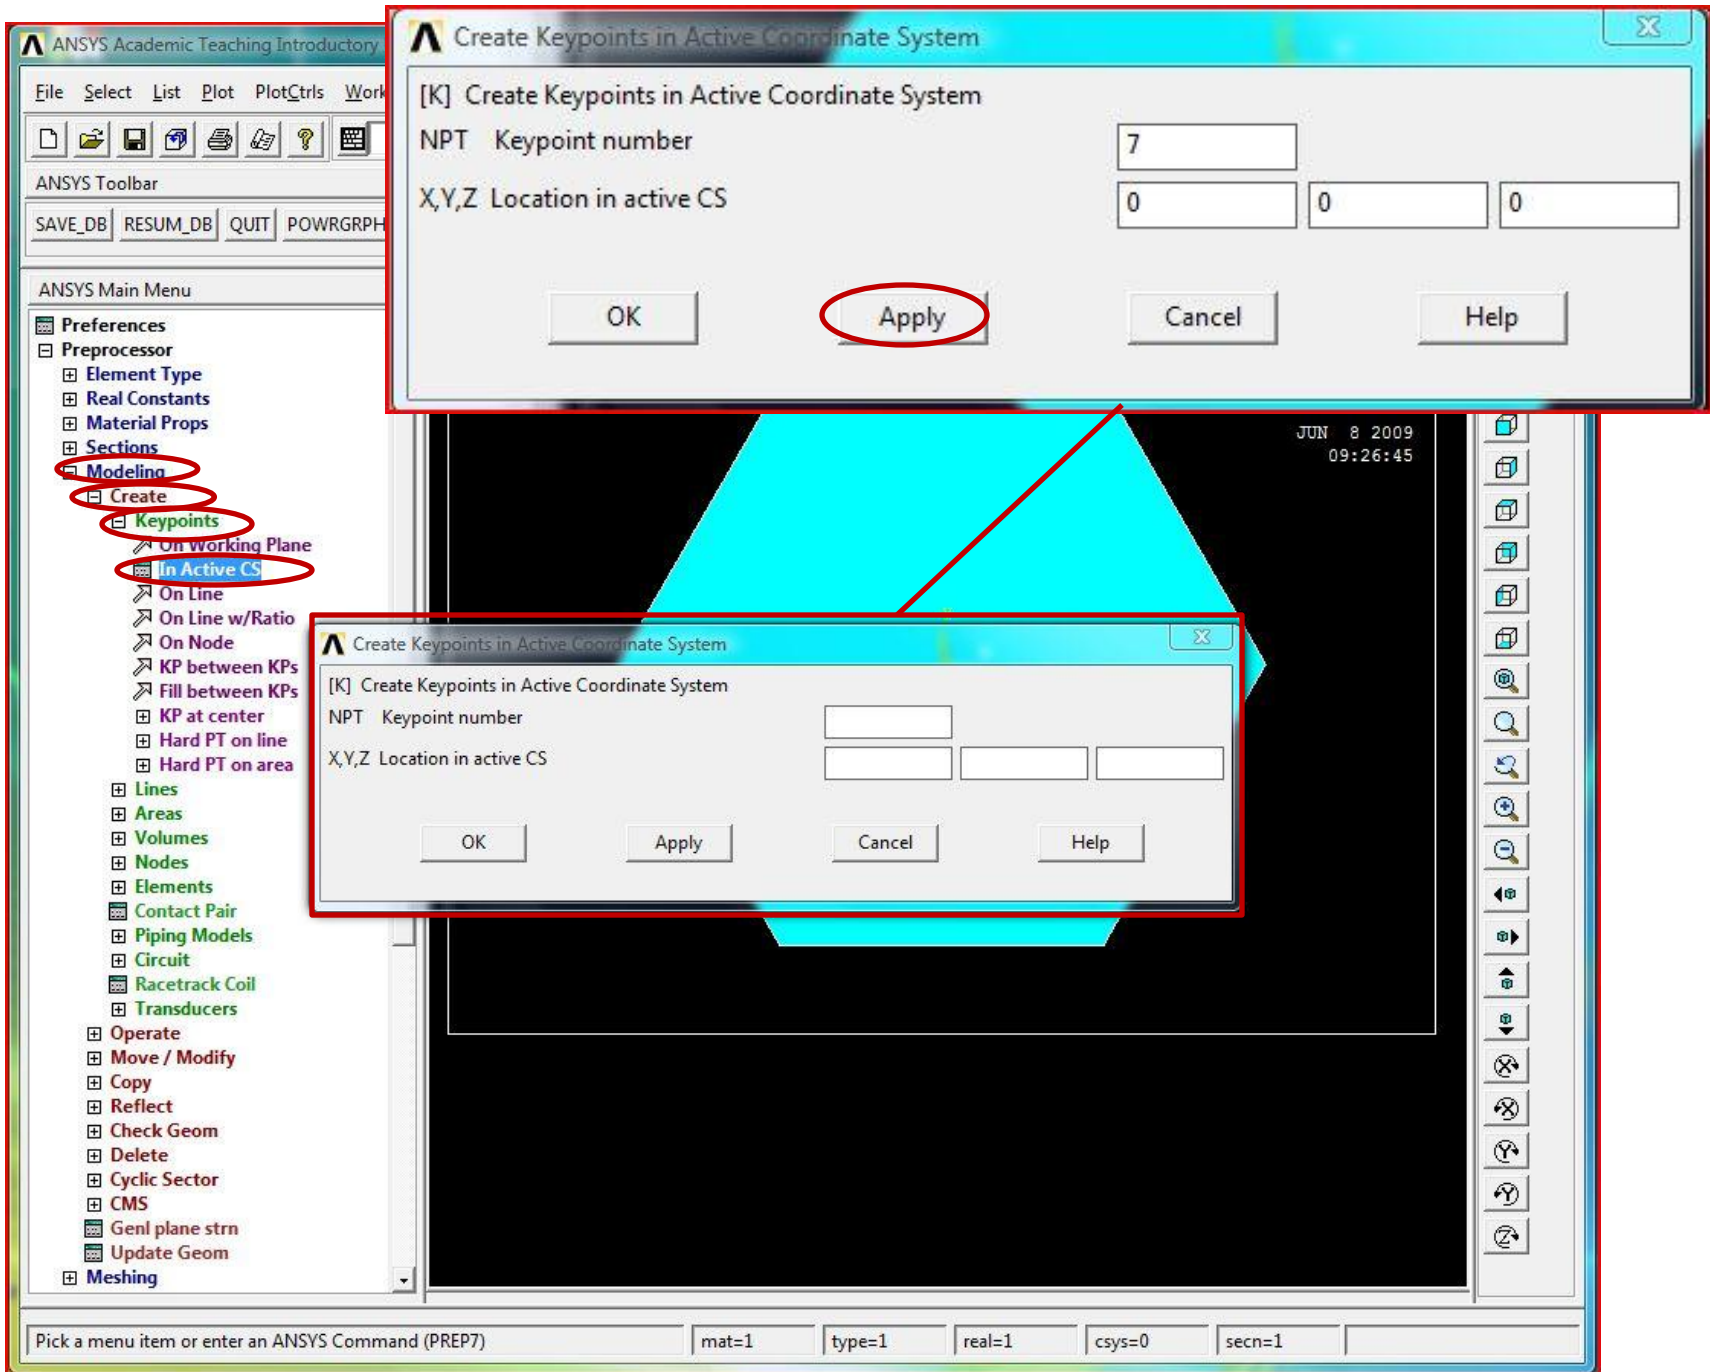 ANSYS Academic Teaching Introductory
File Select List Plot PlotCtrls Work
ANSYS Toolbar
SAVE_DB RESUM_DB QUIT POWRGRPH
ANSYS Main Menu
Preferences
Preprocessor
Element Type
Real Constants
Material Props
Sections
Modeling
Create
Keypoints
On Working Plane
In Active CS
On Line
On Line w/Ratio
On Node
KP between KPs
Fill between KPs
KP at center
Hard PT on line
Hard PT on area
Lines
Areas
Volumes
Nodes
Elements
Contact Pair
Piping Models
Circuit
Racetrack Coil
Transducers
Operate
Move / Modify
Copy
Reflect
Check Geom
Delete
Cyclic Sector
CMS
Genl plane strn
Update Geom
Meshing
Create Keypoints in Active Coordinate System
[K] Create Keypoints in Active Coordinate System
NPT Keypoint number 7
X,Y,Z Location in active CS 0 0 0
OK Apply Cancel Help
JUN 8 2009
09:26:45
Create Keypoints in Active Coordinate System
[K] Create Keypoints in Active Coordinate System
NPT Keypoint number
X,Y,Z Location in active CS
OK Apply Cancel Help
Pick a menu item or enter an ANSYS Command (PREP7) mat=1 type=1 real=1 csys=0 secn=1